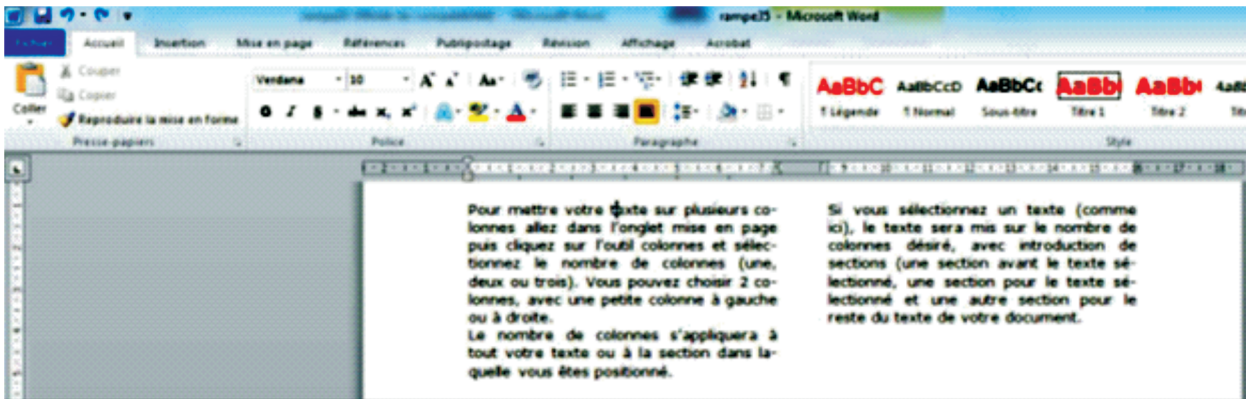 rampe35 - Microsoft Word
Fichier Accueil Insertion Mise en page Références Publipostage Révision Affichage Acrobat
Couper
Copier
Coller
Reproduire la mise en forme
Presse-papiers
Verdana 10
Police
Paragraphe
AaBbC AaBbCcD AaBbCc AaBb AaBb
¶ Légende ¶ Normal Sous-titre Titre 1 Titre 2
Style
Pour mettre votre texte sur plusieurs co-
lonnes allez dans l'onglet mise en page
puis cliquez sur l'outil colonnes et sélec-
tionnez le nombre de colonnes (une,
deux ou trois). Vous pouvez choisir 2 co-
lonnes, avec une petite colonne à gauche
ou à droite.
Le nombre de colonnes s'appliquera à
tout votre texte ou à la section dans la-
quelle vous êtes positionné.
Si vous sélectionnez un texte (comme
ici), le texte sera mis sur le nombre de
colonnes désiré, avec introduction de
sections (une section avant le texte sé-
lectionné, une section pour le texte sé-
lectionné et une autre section pour le
reste du texte de votre document.